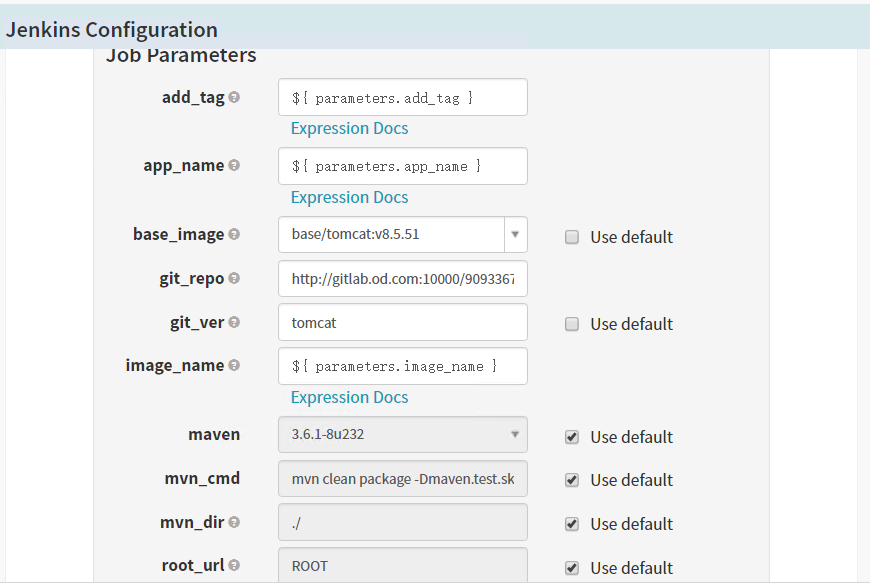 Jenkins Configuration
Job Parameters
add_tag ${ parameters.add_tag }
Expression Docs
app_name ${ parameters.app_name }
Expression Docs
base_image base/tomcat:v8.5.51 Use default
git_repo http://gitlab.od.com:10000/9093367
git_ver tomcat Use default
image_name ${ parameters.image_name }
Expression Docs
maven 3.6.1-8u232 Use default
mvn_cmd mvn clean package -Dmaven.test.sk Use default
mvn_dir ./ Use default
root_url ROOT Use default